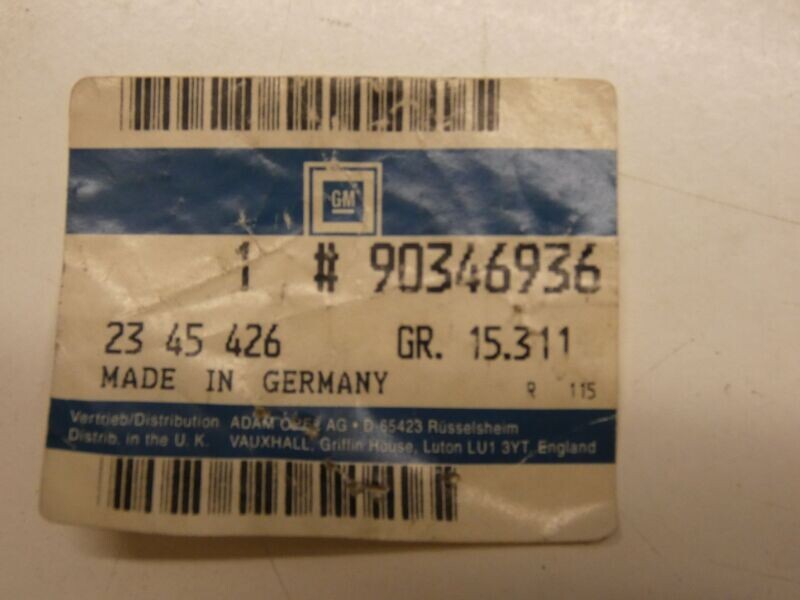 GM
1 # 90346936
23 45 426 GR. 15.311
MADE IN GERMANY R 115
Vertrieb/Distribution ADAM OPEL AG • D-65423 Rüsselsheim
Distrib. in the U. K. VAUXHALL, Griffin House, Luton LU1 3YT England